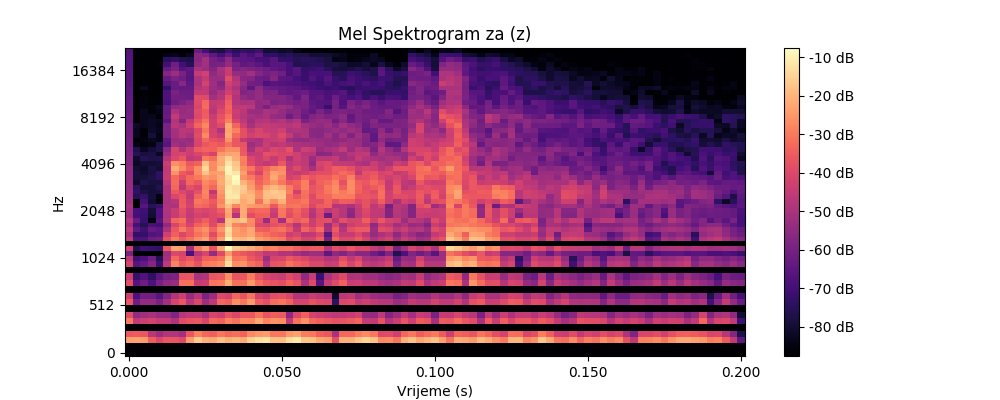 Mel Spektrogram za (z)
Hz
16384
8192
4096
2048
1024
512
0
0.000 0.050 0.100 0.150 0.200
Vrijeme (s)
-10 dB
-20 dB
-30 dB
-40 dB
-50 dB
-60 dB
-70 dB
-80 dB